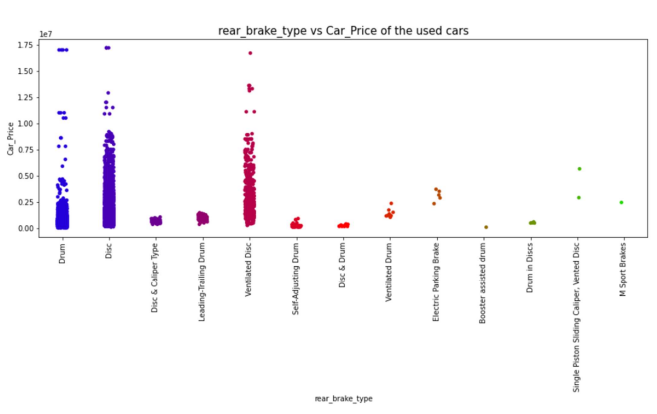 rear_brake_type vs Car_Price of the used cars
1e7
1.75
1.50
1.25
1.00
0.75
0.50
0.25
0.00
Car_Price
Drum
Disc
Disc & Caliper Type
Leading-Trailing Drum
Ventilated Disc
Self-Adjusting Drum
Disc & Drum
Ventilated Drum
Electric Parking Brake
Booster assisted drum
Drum in Discs
Single Piston Sliding Caliper, Vented Disc
M Sport Brakes
rear_brake_type